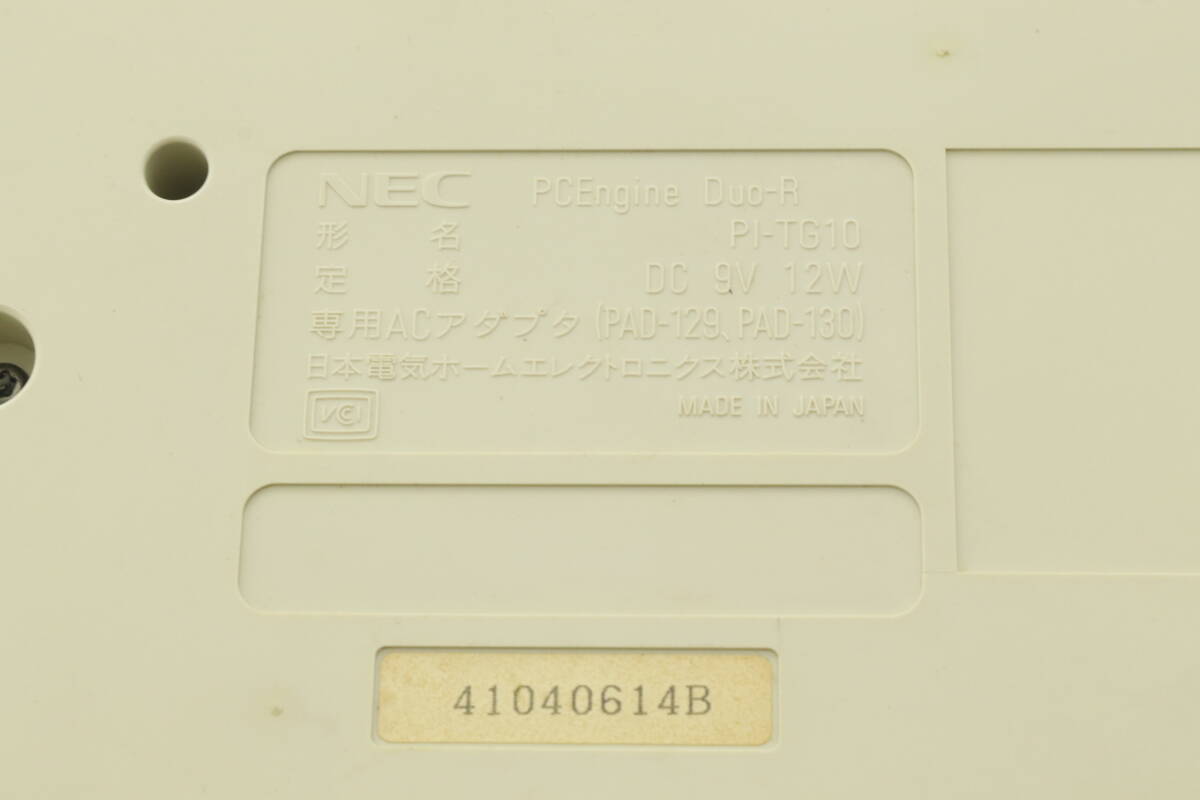 NEC PCEngine Duo-R
形名 PI-TG10
定格 DC 9V 12W
専用ACアダプタ (PAD-129、PAD-130)
日本電気ホームエレクトロニクス株式会社
VCI MADE IN JAPAN
41040614B